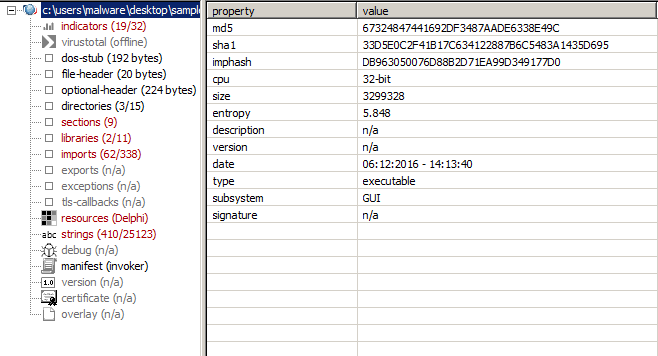 c:\users\malware\desktop\sampl
indicators (19/32)
virustotal (offline)
dos-stub (192 bytes)
file-header (20 bytes)
optional-header (224 bytes)
directories (3/15)
sections (9)
libraries (2/11)
imports (62/338)
exports (n/a)
exceptions (n/a)
tls-callbacks (n/a)
resources (Delphi)
abc strings (410/25123)
debug (n/a)
manifest (invoker)
1.0 version (n/a)
certificate (n/a)
overlay (n/a)
property value
md5 67324847441692DF3487AADE6338E49C
sha1 33D5E0C2F41B17C634122887B6C5483A1435D695
imphash DB963050076D88B2D71EA99D349177D0
cpu 32-bit
size 3299328
entropy 5.848
description n/a
version n/a
date 06:12:2016 - 14:13:40
type executable
subsystem GUI
signature n/a